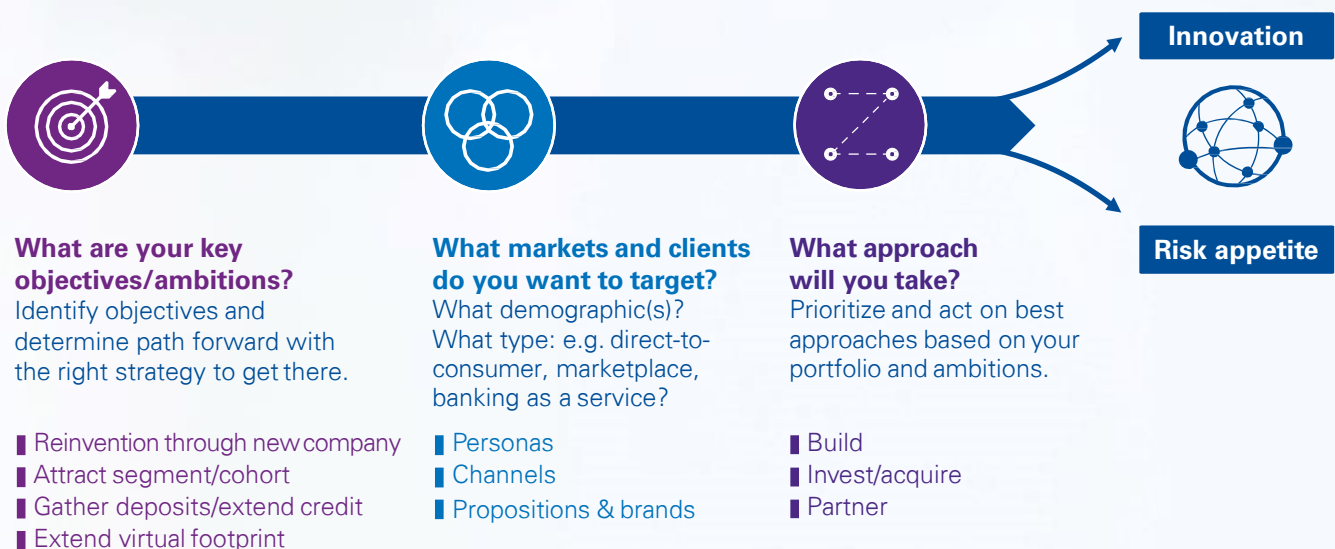 Innovation
Risk appetite
What are your key
objectives/ambitions?
Identify objectives and
determine path forward with
the right strategy to get there.
Reinvention through new company
Attract segment/cohort
Gather deposits/extend credit
Extend virtual footprint
What markets and clients
do you want to target?
What demographic(s)?
What type: e.g. direct-to-
consumer, marketplace,
banking as a service?
Personas
Channels
Propositions & brands
What approach
will you take?
Prioritize and act on best
approaches based on your
portfolio and ambitions.
Build
Invest/acquire
Partner